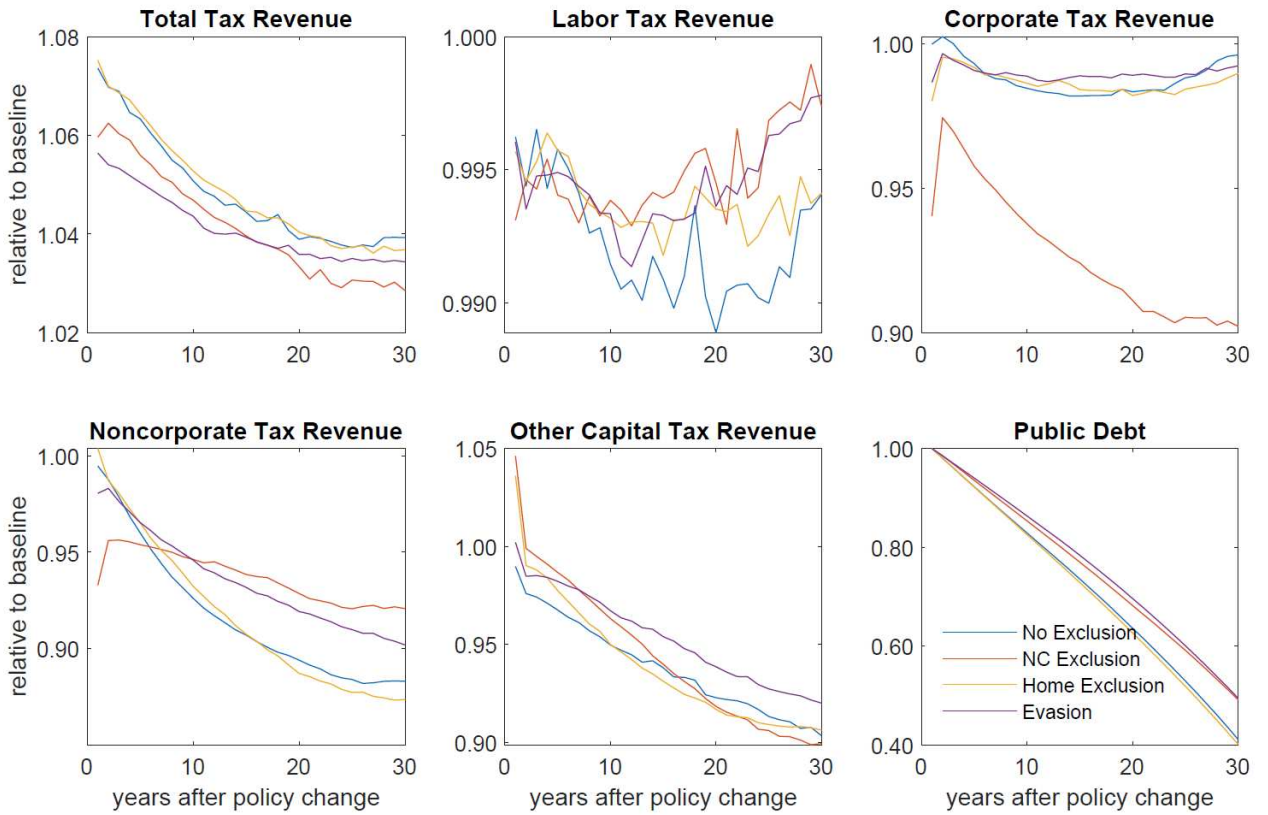 Total Tax Revenue
Labor Tax Revenue
Corporate Tax Revenue
relative to baseline
1.08
1.06
1.04
1.02
0 10 20 30
1.000
0.995
0.990
0 10 20 30
1.00
0.95
0.90
0 10 20 30
Noncorporate Tax Revenue
Other Capital Tax Revenue
Public Debt
relative to baseline
1.00
0.95
0.90
0 10 20 30
years after policy change
1.05
1.00
0.95
0.90
0 10 20 30
years after policy change
1.00
0.80
0.60
0.40
No Exclusion
NC Exclusion
Home Exclusion
Evasion
0 10 20 30
years after policy change